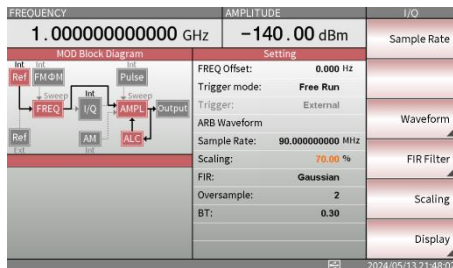 FREQUENCY
AMPLITUDE
I/Q
1.000000000000 GHz
-140.00 dBm
MOD Block Diagram
Int Int Int
Ref FMΦM Pulse
Sweep Int Sweep
FREQ I/Q AMPL Output
Ref AM ALC
Ext Int
Setting
FREQ Offset: 0.000 Hz
Trigger mode: Free Run
Trigger: External
ARB Waveform
Sample Rate: 90.000000000 MHz
Scaling: 70.00 %
FIR: Gaussian
Oversample: 2
BT: 0.30
Sample Rate
Waveform
FIR Filter
Scaling
Display
2024/05/13 21:48:07